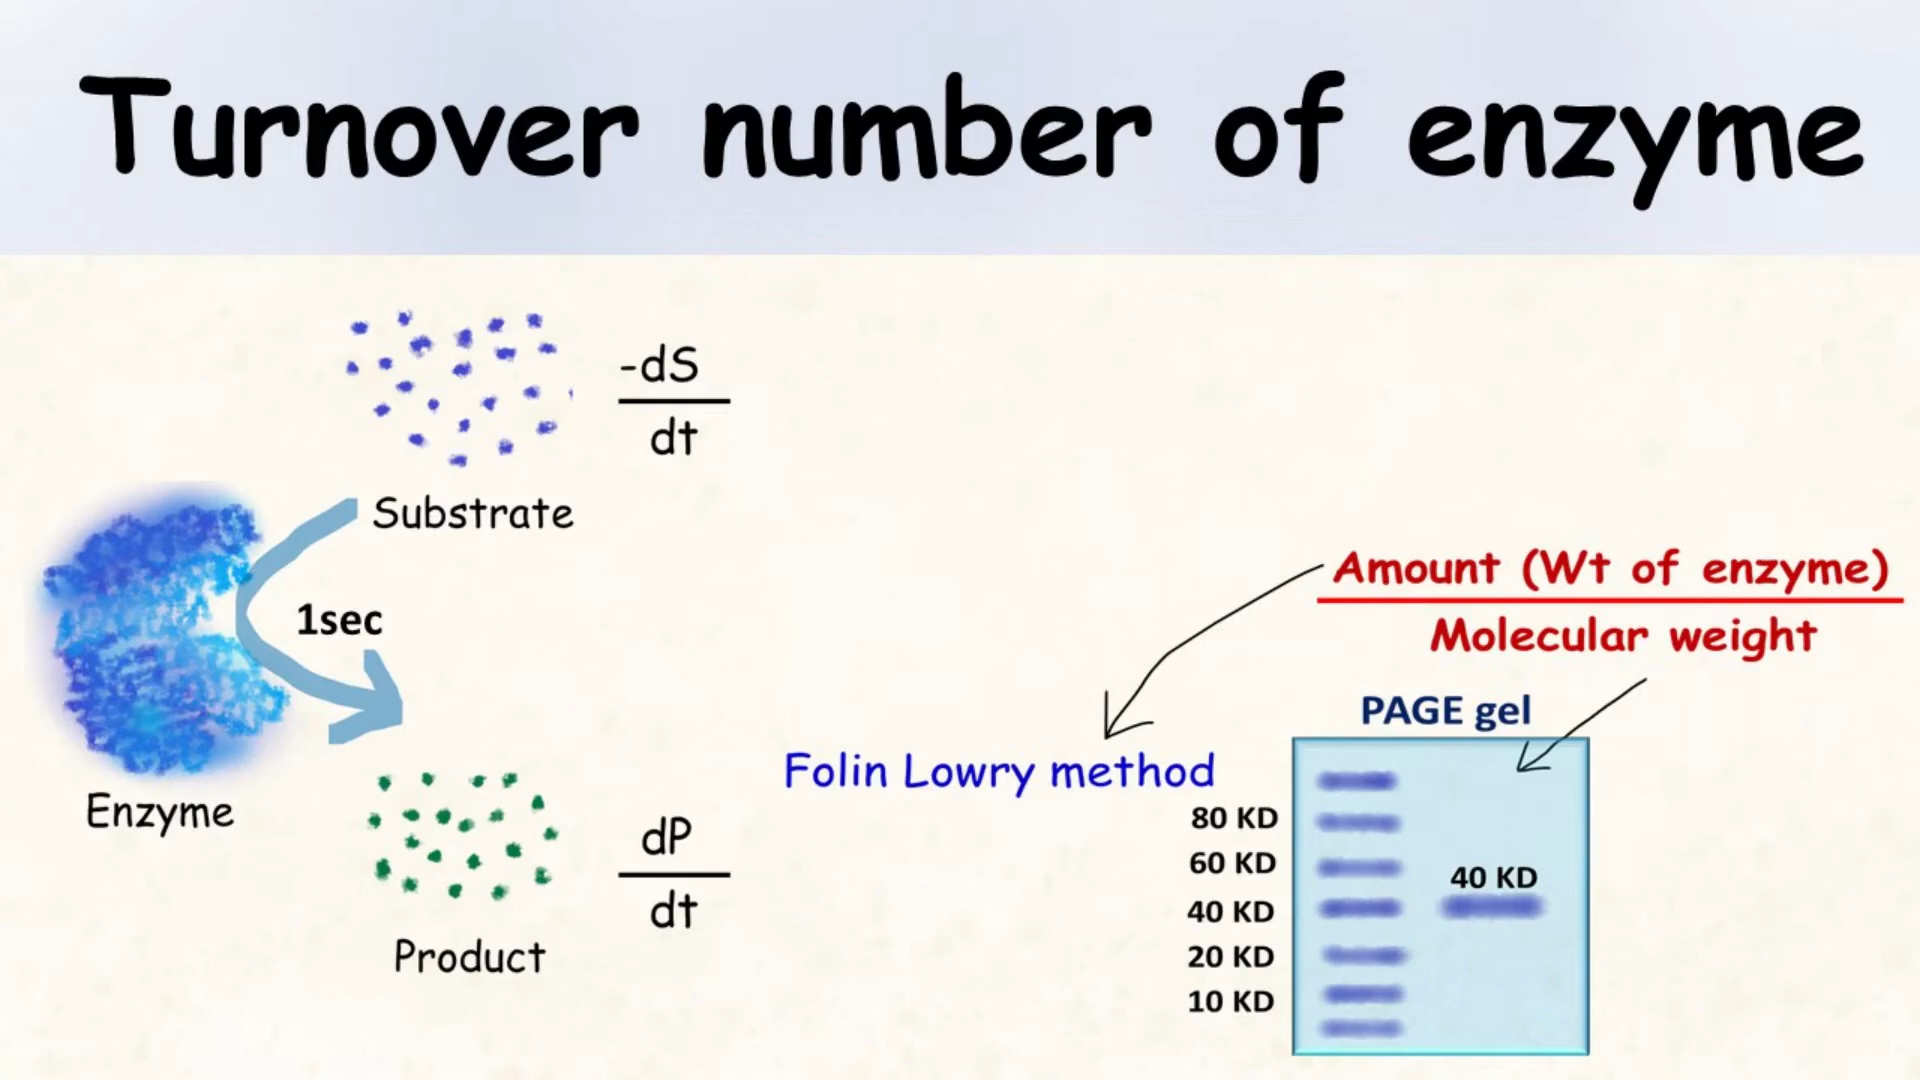 Turnover number of enzyme
-dS
dt
Substrate
1sec
Enzyme
dP
dt
Product
Amount (Wt of enzyme)
Molecular weight
Folin Lowry method
PAGE gel
80 KD
60 KD
40 KD
40 KD
20 KD
10 KD